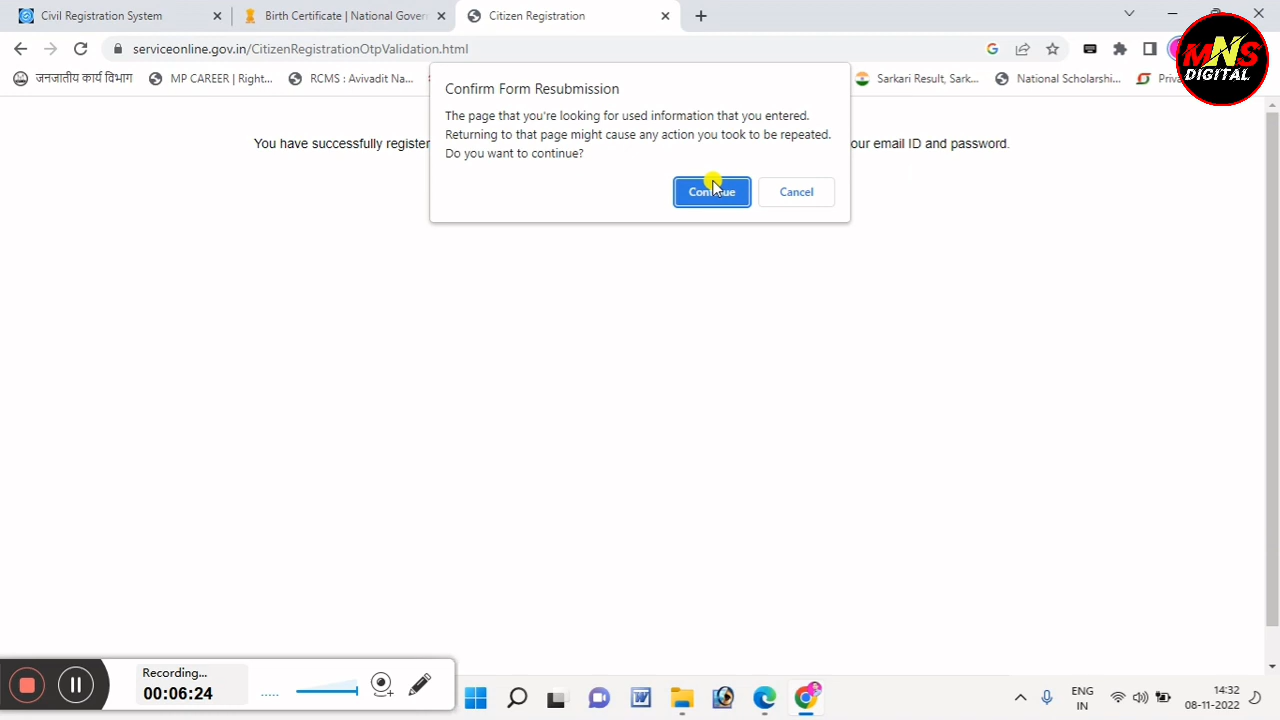 Civil Registration System
Birth Certificate | National Gover
Citizen Registration
serviceonline.gov.in/CitizenRegistrationOtpValidation.html
जनजातीय कार्य विभाग
MP CAREER | Right...
RCMS : Avivadit Na...
Sarkari Result, Sark...
National Scholarshi...
MNS
DIGITAL
Confirm Form Resubmission
The page that you're looking for used information that you entered.
Returning to that page might cause any action you took to be repeated.
Do you want to continue?
Continue
Cancel
You have successfully register
our email ID and password.
Recording...
00:06:24
ENG
IN
14:32
08-11-2022